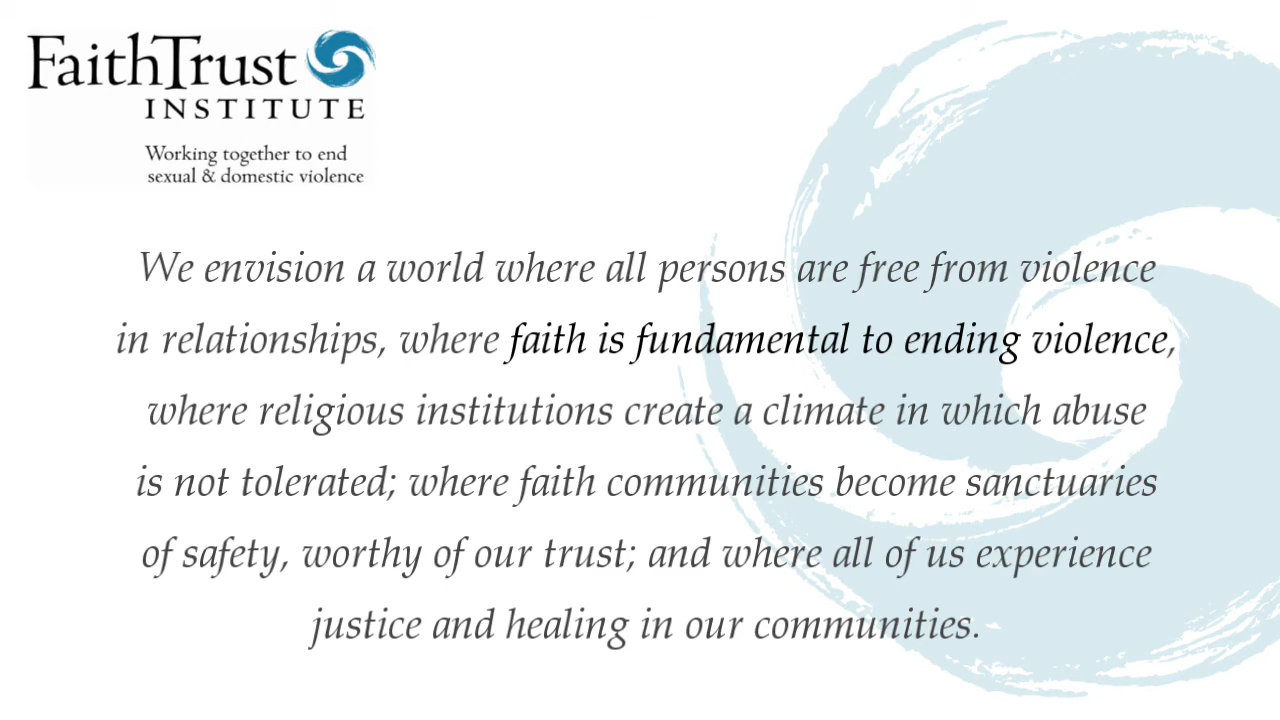 FaithTrust
INSTITUTE
Working together to end
sexual & domestic violence
We envision a world where all persons are free from violence
in relationships, where faith is fundamental to ending violence,
where religious institutions create a climate in which abuse
is not tolerated; where faith communities become sanctuaries
of safety, worthy of our trust; and where all of us experience
justice and healing in our communities.